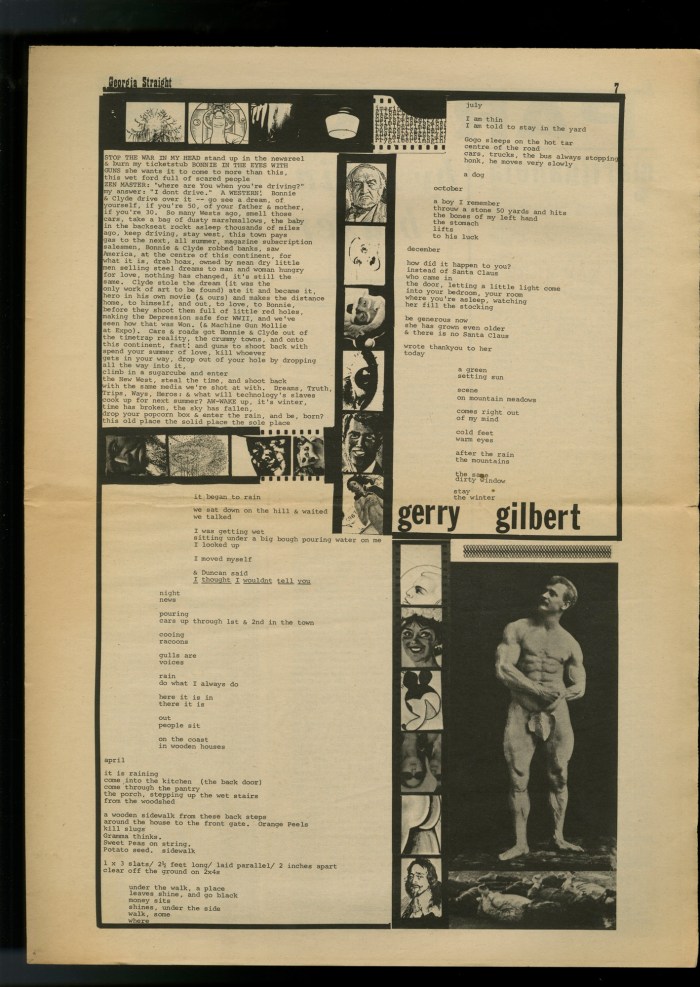 Georgia Straight
7
STOP THE WAR IN MY HEAD stand up in the newsreel
& burn my ticketstub BONNIE IN THE EYES WITH
GUNS she wants it to come to more than this,
this wet ford full of scared people
ZEN MASTER: "where are You when you're driving?"
my answer: "I dont drive." A WESTERN! Bonnie
& Clyde drive over it -- go see a dream, of
yourself, if you're 50, of your father & mother,
if you're 30. So many Wests ago, smell those
cars, take a bag of dusty marshmallows, the baby
in the backseat rockt asleep thousands of miles
ago, keep driving, stay west, this town pays
gas to the next, all summer, magazine subscription
salesmen, Bonnie & Clyde robbed banks, saw
America, at the centre of this continent, for
what it is, drab hoax, owned by mean dry little
men selling steel dreams to man and woman hungry
for love, nothing has changed, it's still the
same. Clyde stole the dream (it was the
only work of art to be found) ate it and became it,
hero in his own movie (& ours) and makes the distance
home, to himself, and out, to love, to Bonnie,
before they shoot them full of little red holes,
making the Depression safe for WWII, and we've
seen how that was Won. (& Machine Gun Mollie
at Expo). Cars & roads got Bonnie & Clyde out of
the timetrap reality, the crummy towns, and onto
this continent, fast; and guns to shoot back with
spend your summer of love, kill whoever
gets in your way, drop out of your hole by dropping
all the way into it,
climb in a sugarcube and enter
the New West, steal the time, and shoot back
with the same media we're shot at with. Dreams, Truth,
Trips, Ways, Heros: & what will technology's slaves
cook up for next summer? AW-WAKE up, it's winter,
time has broken, the sky has fallen,
drop your popcorn box & enter the rain, and be, born?
this old place the solid place the sole place
it began to rain
we sat down on the hill & waited
we talked
I was getting wet
sitting under a big bough pouring water on me
I looked up
I moved myself
& Duncan said
I thought I wouldnt tell you
night
news
pouring
cars up through 1st & 2nd in the town
cooing
racoons
gulls are
voices
rain
do what I always do
here it is in
there it is
out
people sit
on the coast
in wooden houses
april
it is raining
come into the kitchen (the back door)
come through the pantry
the porch, stepping up the wet stairs
from the woodshed
a wooden sidewalk from these back steps
around the house to the front gate. Orange Peels
kill slugs
Gramma thinks.
Sweet Peas on string.
Potato seed. sidewalk
1 x 3 slats/ 2½ feet long/ laid parallel/ 2 inches apart
clear off the ground on 2x4s
under the walk, a place
leaves shine, and go black
money sits
shines, under the side
walk, some
where
july
I am thin
I am told to stay in the yard
Gogo sleeps on the hot tar
centre of the road
cars, trucks, the bus always stopping
honk, he moves very slowly
a dog
october
a boy I remember
throw a stone 50 yards and hits
the bones of my left hand
the stomach
lifts
to his luck
december
how did it happen to you?
instead of Santa Claus
who came in
the door, letting a little light come
into your bedroom, your room
where you're asleep, watching
her fill the stocking
be generous now
she has grown even older
& there is no Santa Claus
wrote thankyou to her
today
a green
setting sun
scene
on mountain meadows
comes right out
of my mind
cold feet
warm eyes
after the rain
the mountains
the same
dirty window
stay *
the winter
gerry gilbert